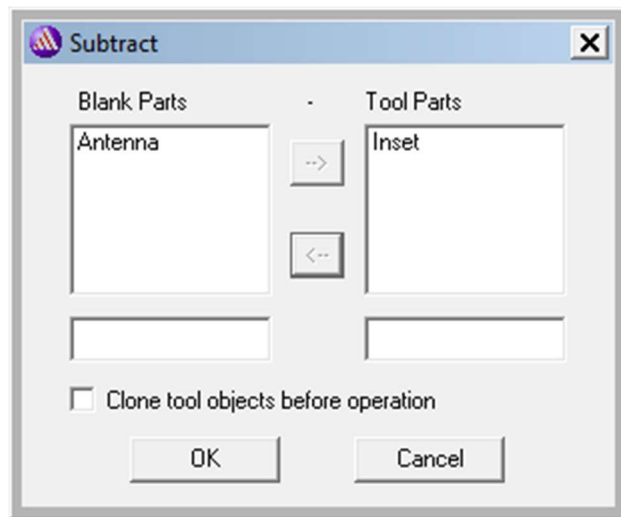 Subtract
Blank Parts - Tool Parts
Antenna
Inset
-->
<--
Clone tool objects before operation
OK Cancel